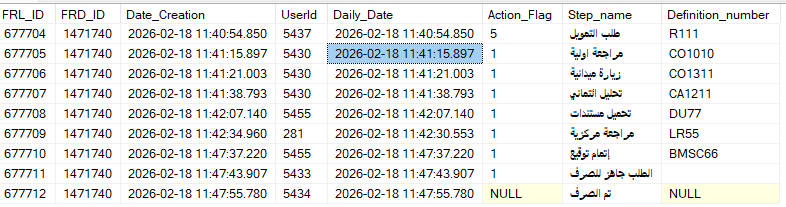 FRL_ID FRD_ID Date_Creation UserId Daily_Date Action_Flag Step_name Definition_number
677704 1471740 2026-02-18 11:40:54.850 5437 2026-02-18 11:40:54.850 5 طلب التمويل R111
677705 1471740 2026-02-18 11:41:15.897 5430 2026-02-18 11:41:15.897 1 مراجعة اولية CO1010
677706 1471740 2026-02-18 11:41:21.003 5430 2026-02-18 11:41:21.003 1 زيارة ميدانية CO1311
677707 1471740 2026-02-18 11:41:38.793 5430 2026-02-18 11:41:38.793 1 تحليل ائتماني CA1211
677708 1471740 2026-02-18 11:42:07.140 5455 2026-02-18 11:42:07.140 1 تحميل مستندات DU77
677709 1471740 2026-02-18 11:42:34.960 281 2026-02-18 11:42:30.553 1 مراجعة مركزية LR55
677710 1471740 2026-02-18 11:47:37.220 5455 2026-02-18 11:47:37.220 1 إتمام توقيع BMSC66
677711 1471740 2026-02-18 11:47:43.907 5433 2026-02-18 11:47:43.907 1 الطلب جاهز للصرف
677712 1471740 2026-02-18 11:47:55.780 5434 2026-02-18 11:47:55.780 NULL تم الصرف NULL